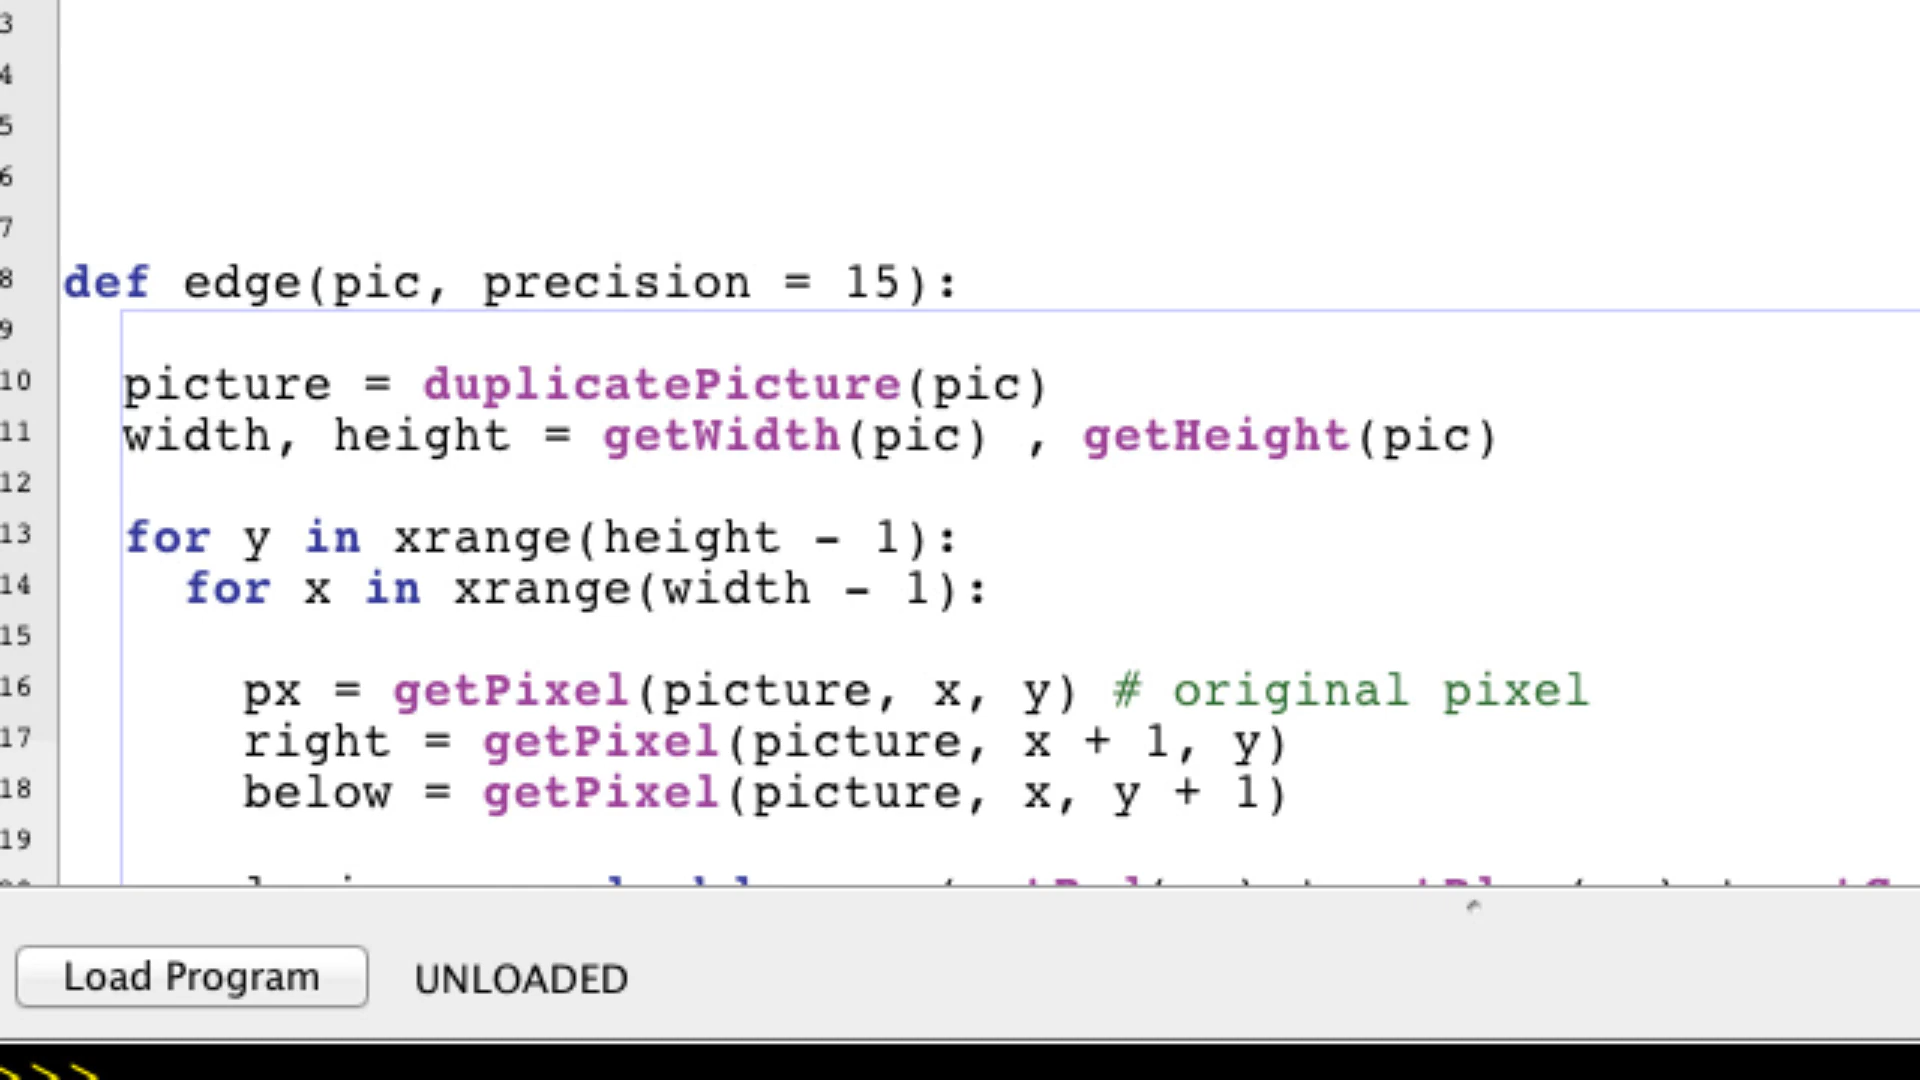 3
4
5
6
7
8 def edge(pic, precision = 15):
9
10 picture = duplicatePicture(pic)
11 width, height = getWidth(pic) , getHeight(pic)
12
13 for y in xrange(height - 1):
14 for x in xrange(width - 1):
15
16 px = getPixel(picture, x, y) # original pixel
17 right = getPixel(picture, x + 1, y)
18 below = getPixel(picture, x, y + 1)
19
Load Program UNLOADED
>>>